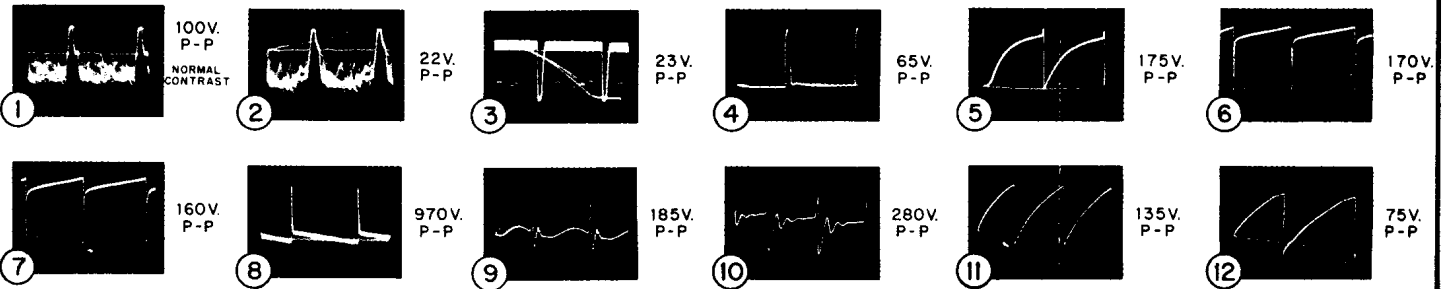 1
100V.
P-P
NORMAL
CONTRAST
2
22V.
P-P
3
23V.
P-P
4
65V.
P-P
5
175V.
P-P
6
170V.
P-P
7
160V.
P-P
8
970V.
P-P
9
185V.
P-P
10
280V.
P-P
11
135V.
P-P
12
75V.
P-P